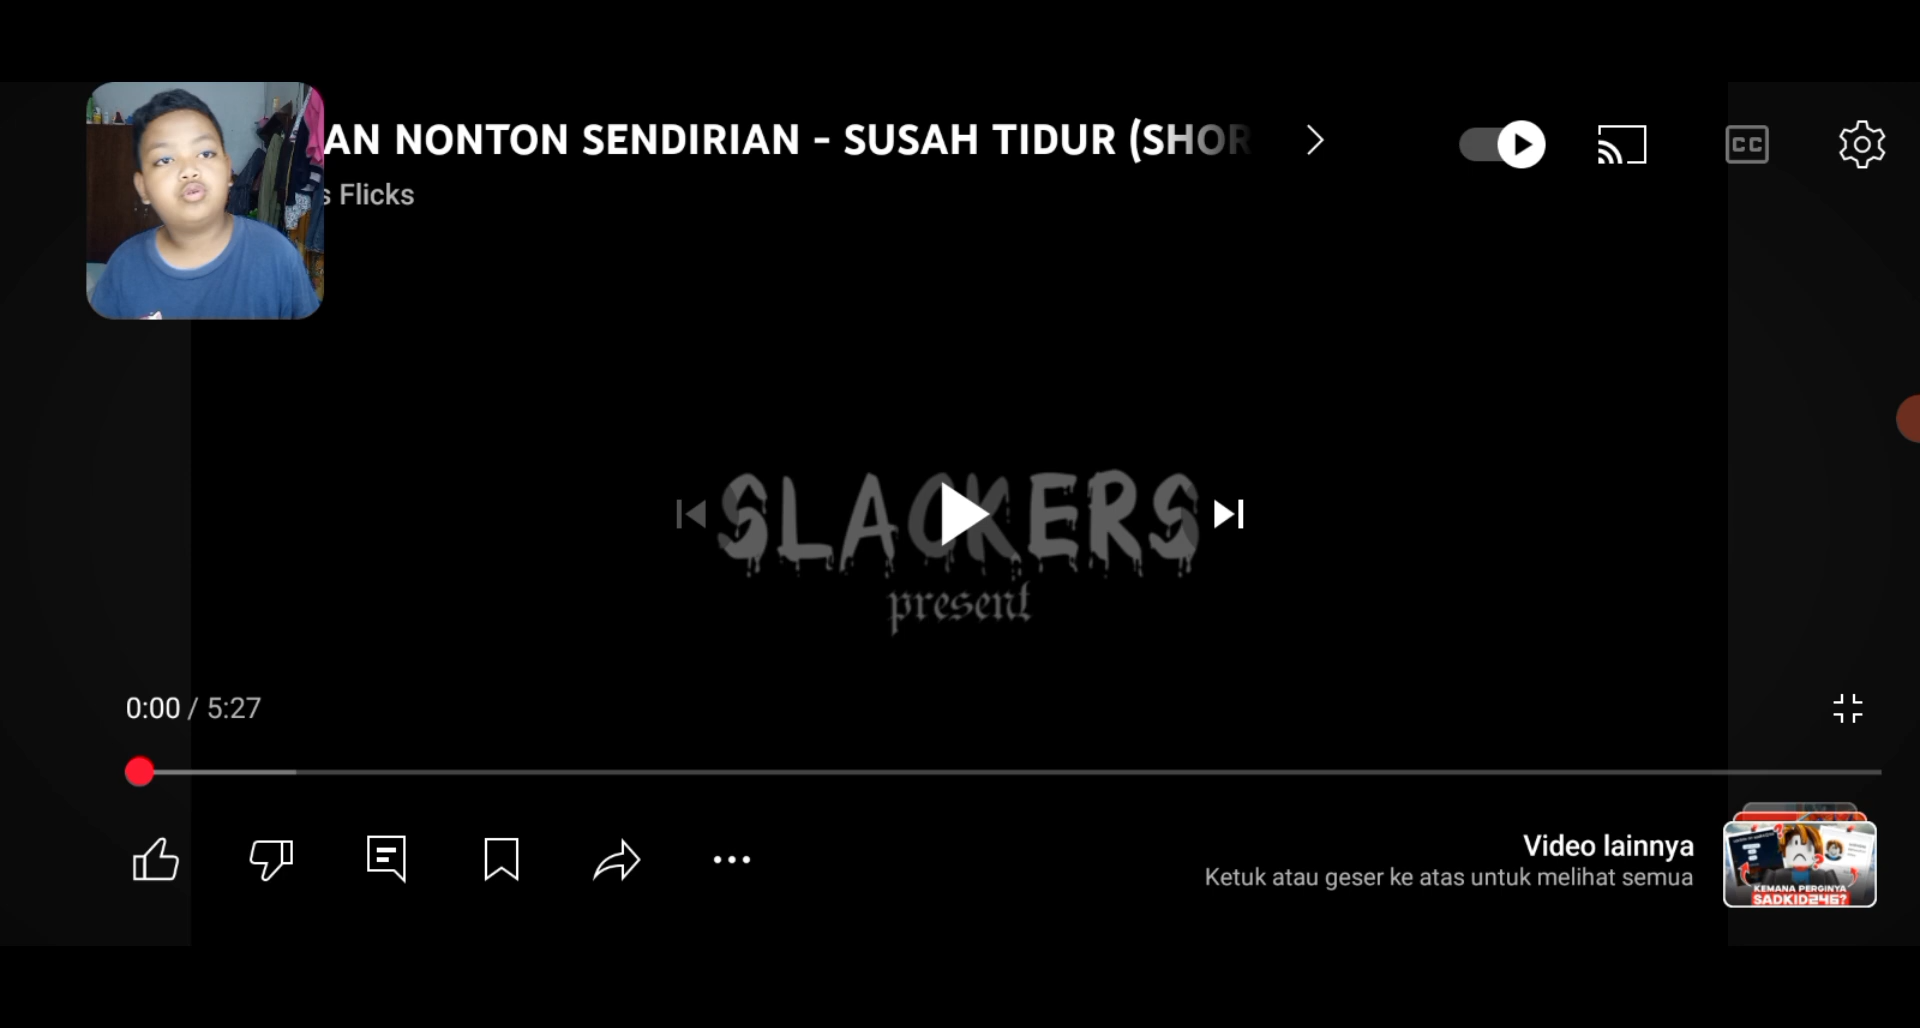 AN NONTON SENDIRIAN - SUSAH TIDUR (SHOR
s Flicks
CC
SLACKERS
present
0:00 / 5:27
Video lainnya
Ketuk atau geser ke atas untuk melihat semua
KEMANA PERGINYA
SADKID246?